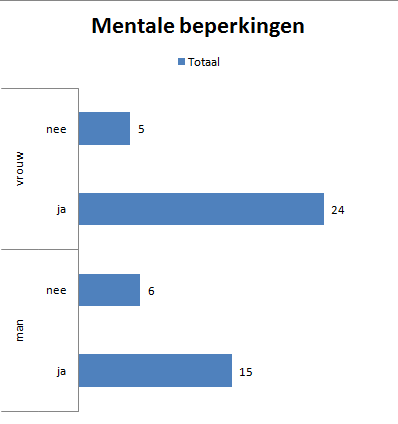 Mentale beperkingen
Totaal
vrouw
nee 5
ja 24
man
nee 6
ja 15